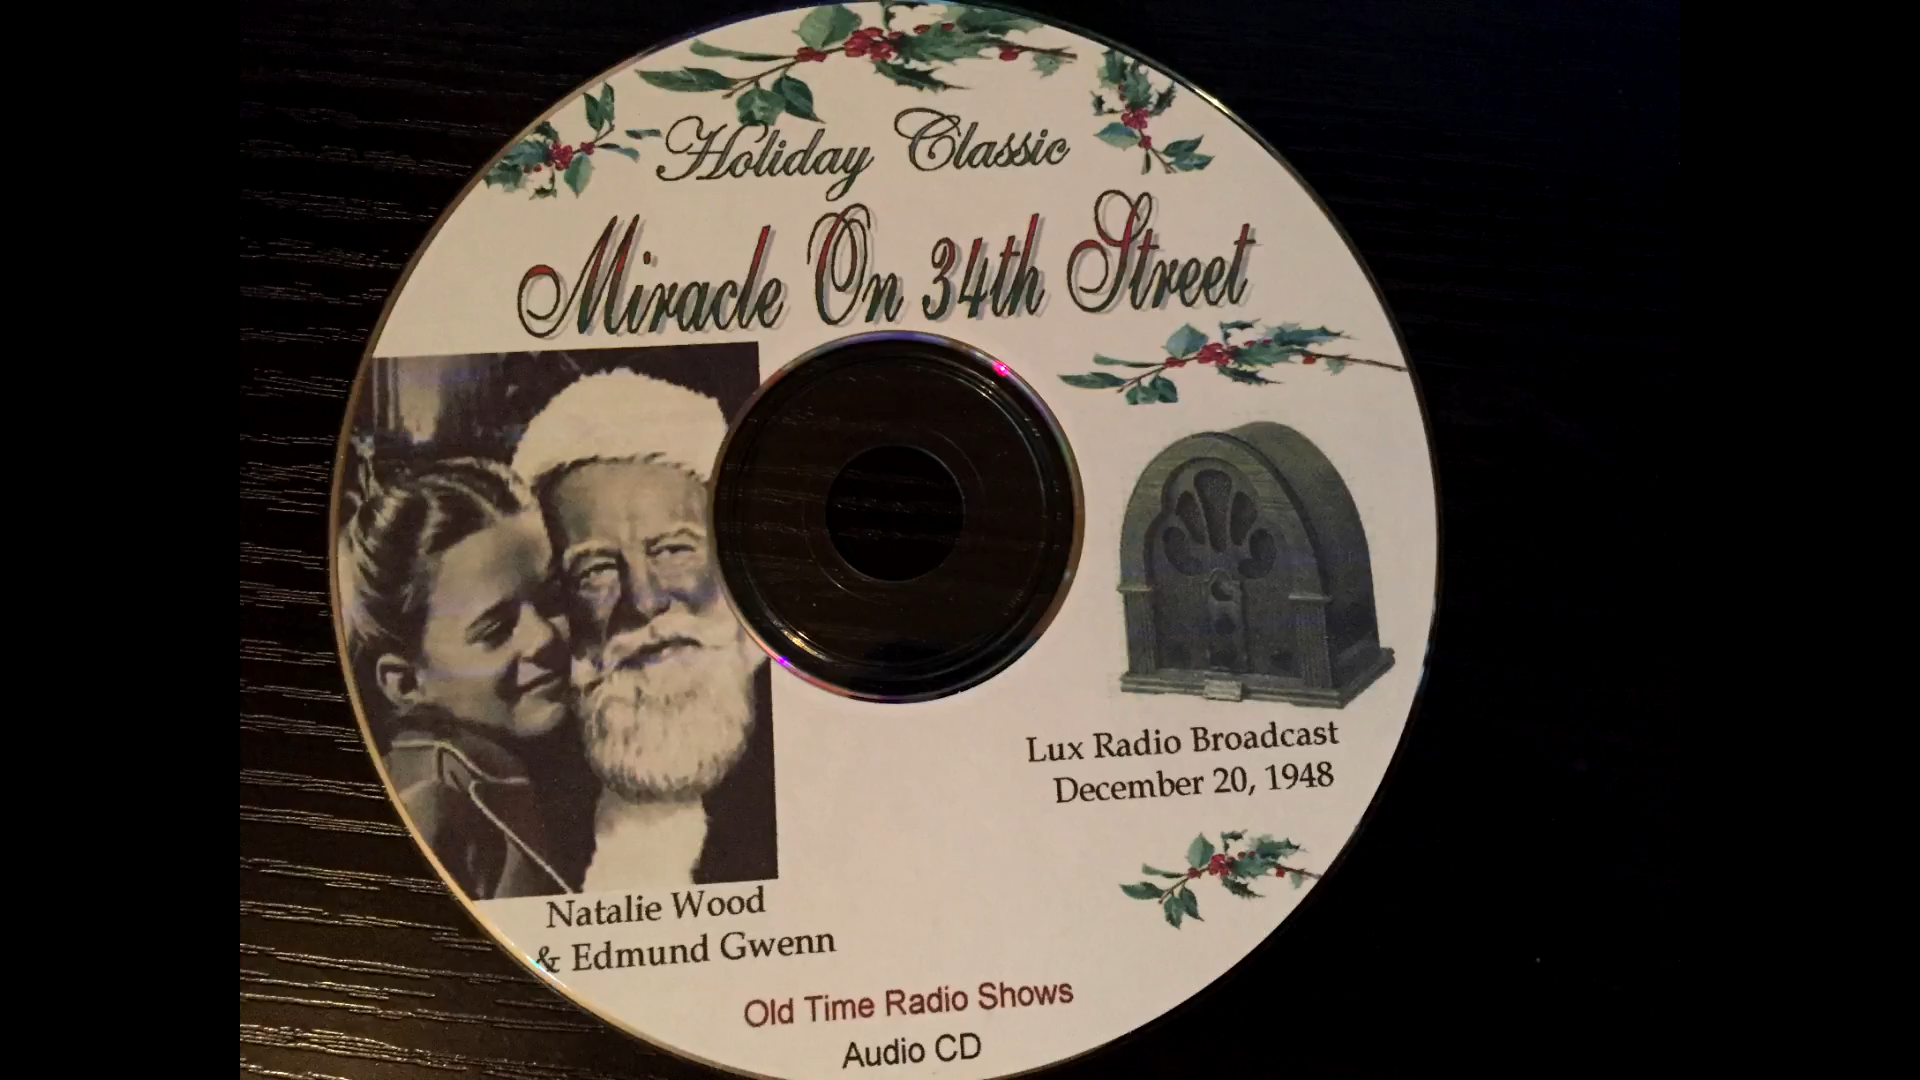 Holiday Classic
Miracle On 34th Street
Lux Radio Broadcast
December 20, 1948
Natalie Wood
& Edmund Gwenn
Old Time Radio Shows
Audio CD